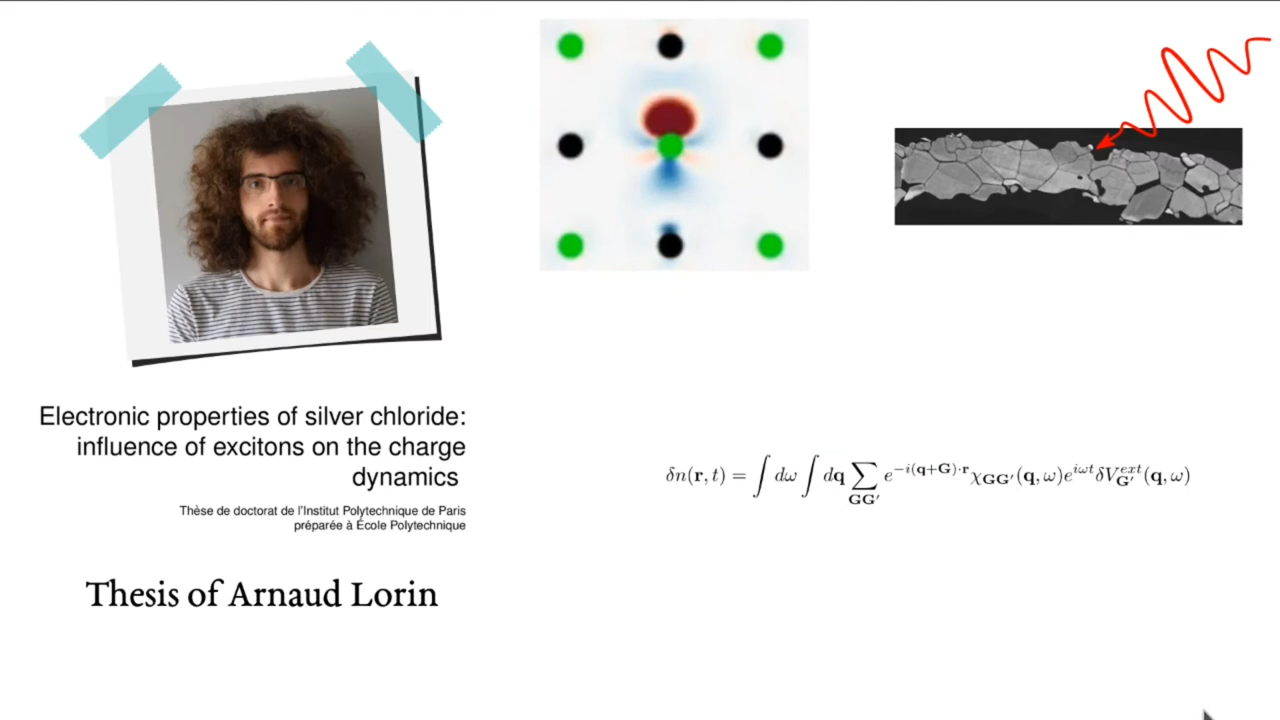 Electronic properties of silver chloride:
influence of excitons on the charge
dynamics
Thèse de doctorat de l'Institut Polytechnique de Paris
préparée à École Polytechnique
Thesis of Arnaud Lorin
δn(r, t) = ∫ dω ∫ dq ∑_{GG′} e^{−i(q+G)·r} χ_{GG′}(q, ω) e^{iωt} δV^{ext}_{G′}(q, ω)